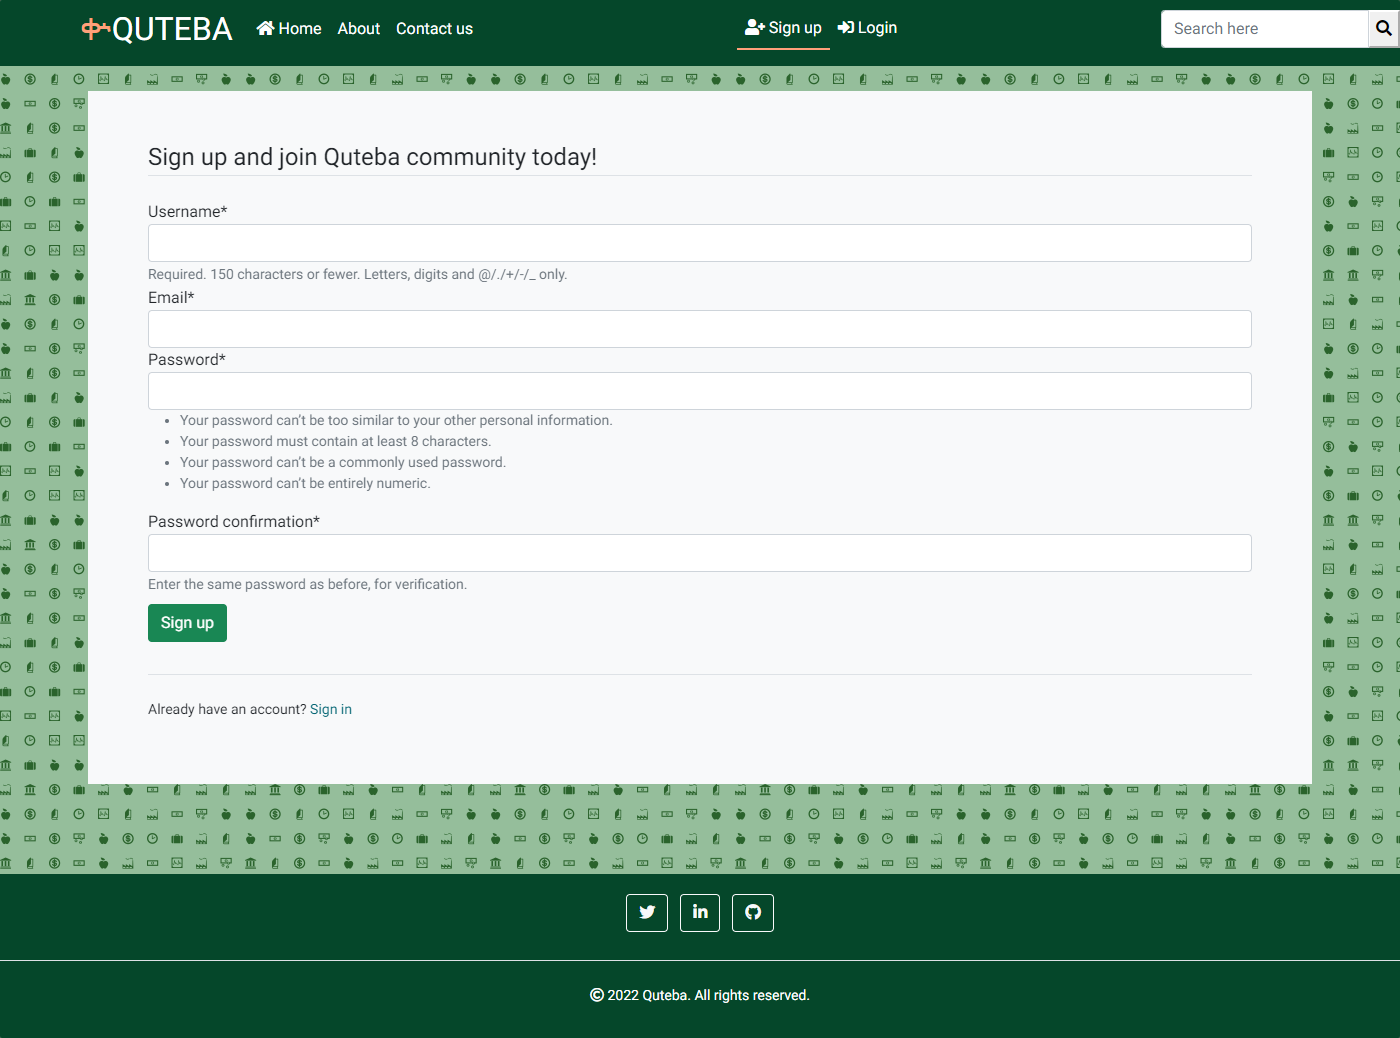 QUTEBA Home About Contact us Sign up Login Search here
Sign up and join Quteba community today!
Username*
Required. 150 characters or fewer. Letters, digits and @/./+/-/_ only.
Email*
Password*
Your password can’t be too similar to your other personal information.
Your password must contain at least 8 characters.
Your password can’t be a commonly used password.
Your password can’t be entirely numeric.
Password confirmation*
Enter the same password as before, for verification.
Sign up
Already have an account? Sign in
© 2022 Quteba. All rights reserved.